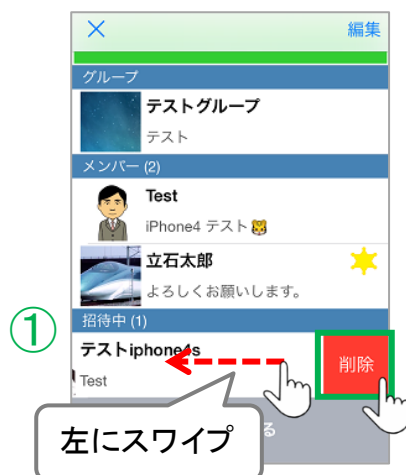 編集
グループ
テストグループ
テスト
メンバー (2)
Test
iPhone4 テスト🐯
立石太郎
よろしくお願いします。
招待中 (1)
①
テストiphone4s
削除
Test
る
左にスワイプ